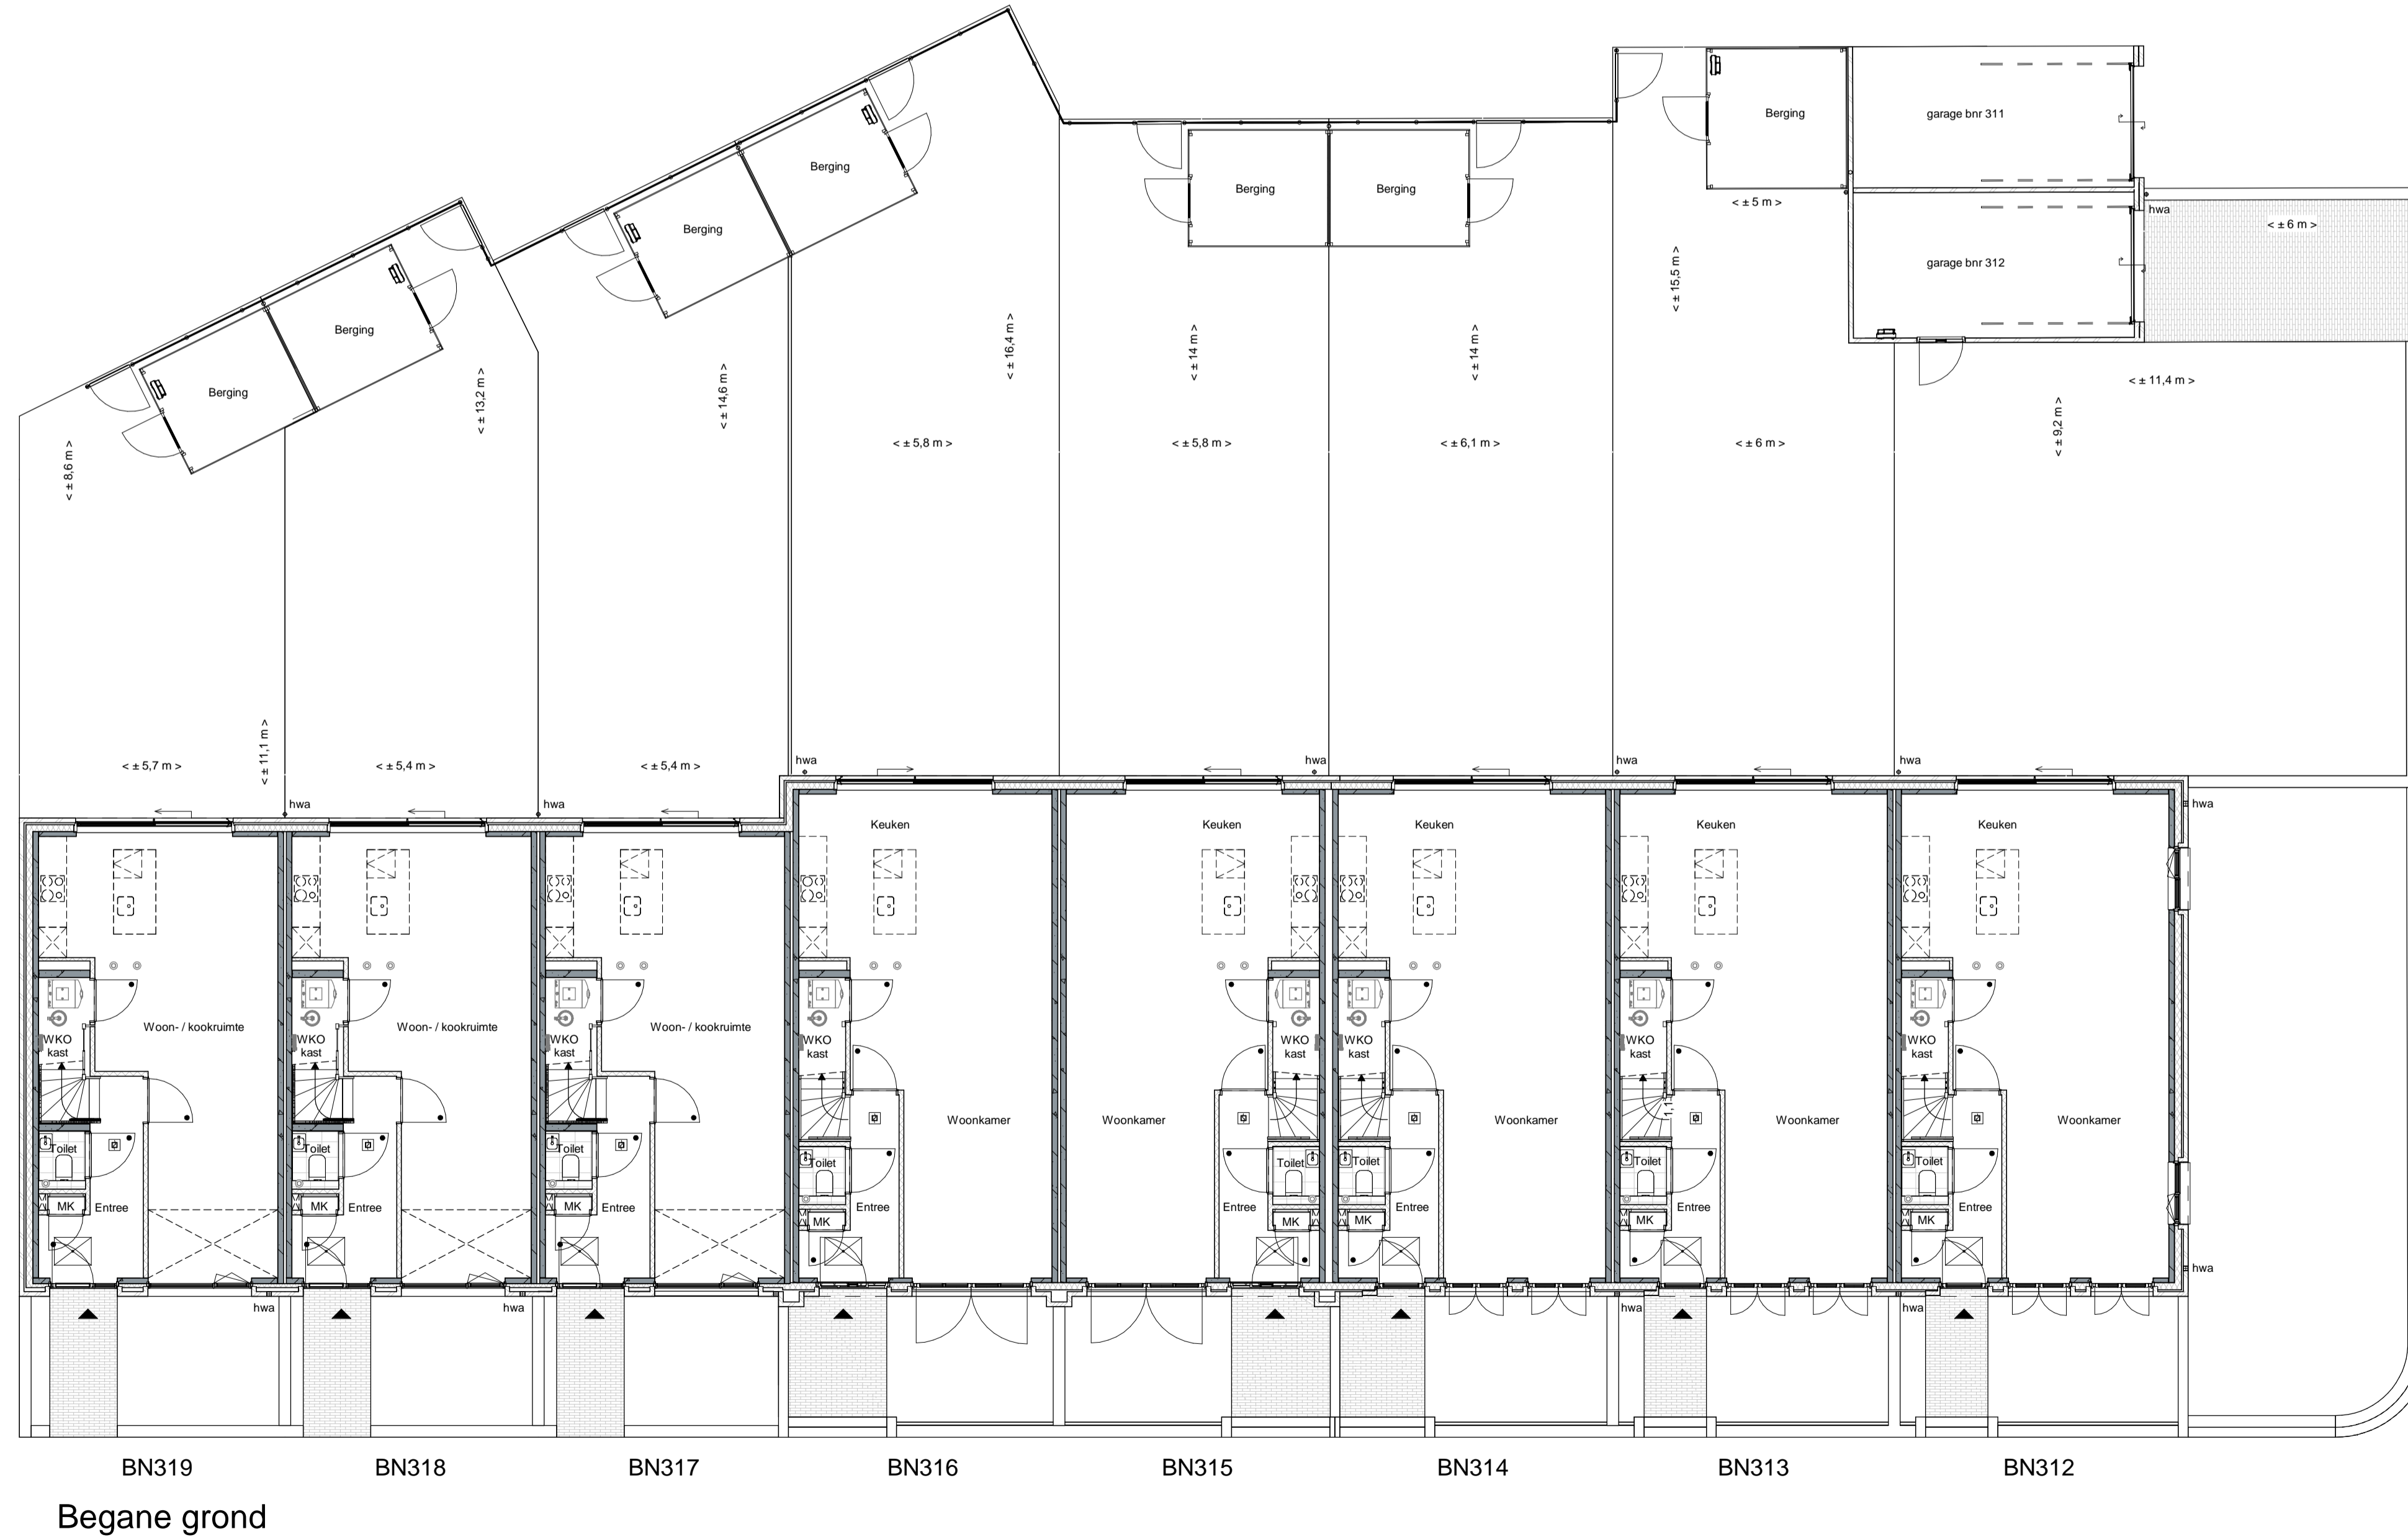 Berging
garage bnr 311
Berging
Berging
Berging
< ± 5 m >
hwa
< ± 6 m >
Berging
< ± 15,5 m >
garage bnr 312
Berging
< ± 16,4 m >
< ± 14 m >
< ± 14 m >
Berging
< ± 8,6 m >
< ± 13,2 m >
< ± 14,6 m >
< ± 11,4 m >
< ± 9,2 m >
< ± 5,8 m >
< ± 5,8 m >
< ± 6,1 m >
< ± 6 m >
< ± 11,1 m >
< ± 5,7 m >
< ± 5,4 m >
< ± 5,4 m >
hwa
hwa
hwa
hwa
hwa
hwa
hwa
Keuken
Keuken
Keuken
Keuken
Keuken
Woon- / kookruimte
Woon- / kookruimte
Woon- / kookruimte
WKO
kast
WKO
kast
WKO
kast
WKO
kast
WKO
kast
WKO
kast
WKO
kast
WKO
kast
1,1
Woonkamer
Woonkamer
Woonkamer
Woonkamer
Woonkamer
Toilet
Toilet
Toilet
Toilet
Toilet
Toilet
Toilet
Toilet
MK
Entree
MK
Entree
MK
Entree
MK
Entree
Entree
MK
MK
Entree
MK
Entree
MK
Entree
hwa
hwa
hwa
hwa
hwa
BN319
BN318
BN317
BN316
BN315
BN314
BN313
BN312
Begane grond